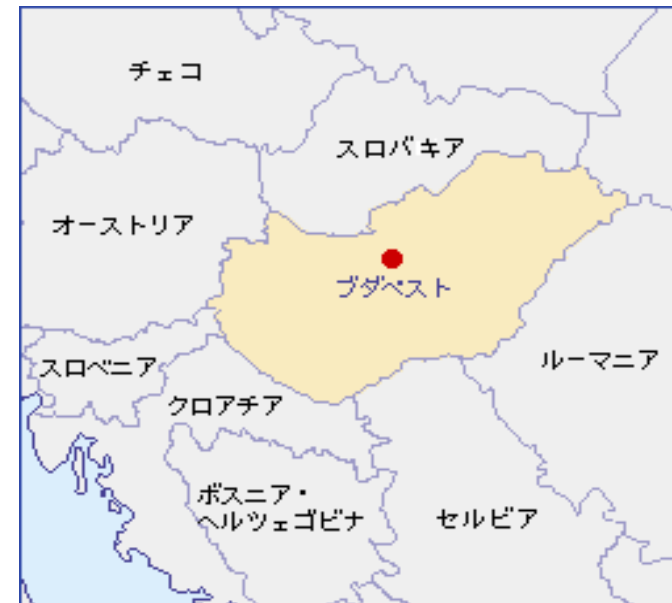 チェコ
スロバキア
オーストリア
ブダペスト
スロベニア
ルーマニア
クロアチア
ボスニア・
ヘルツェゴビナ
セルビア